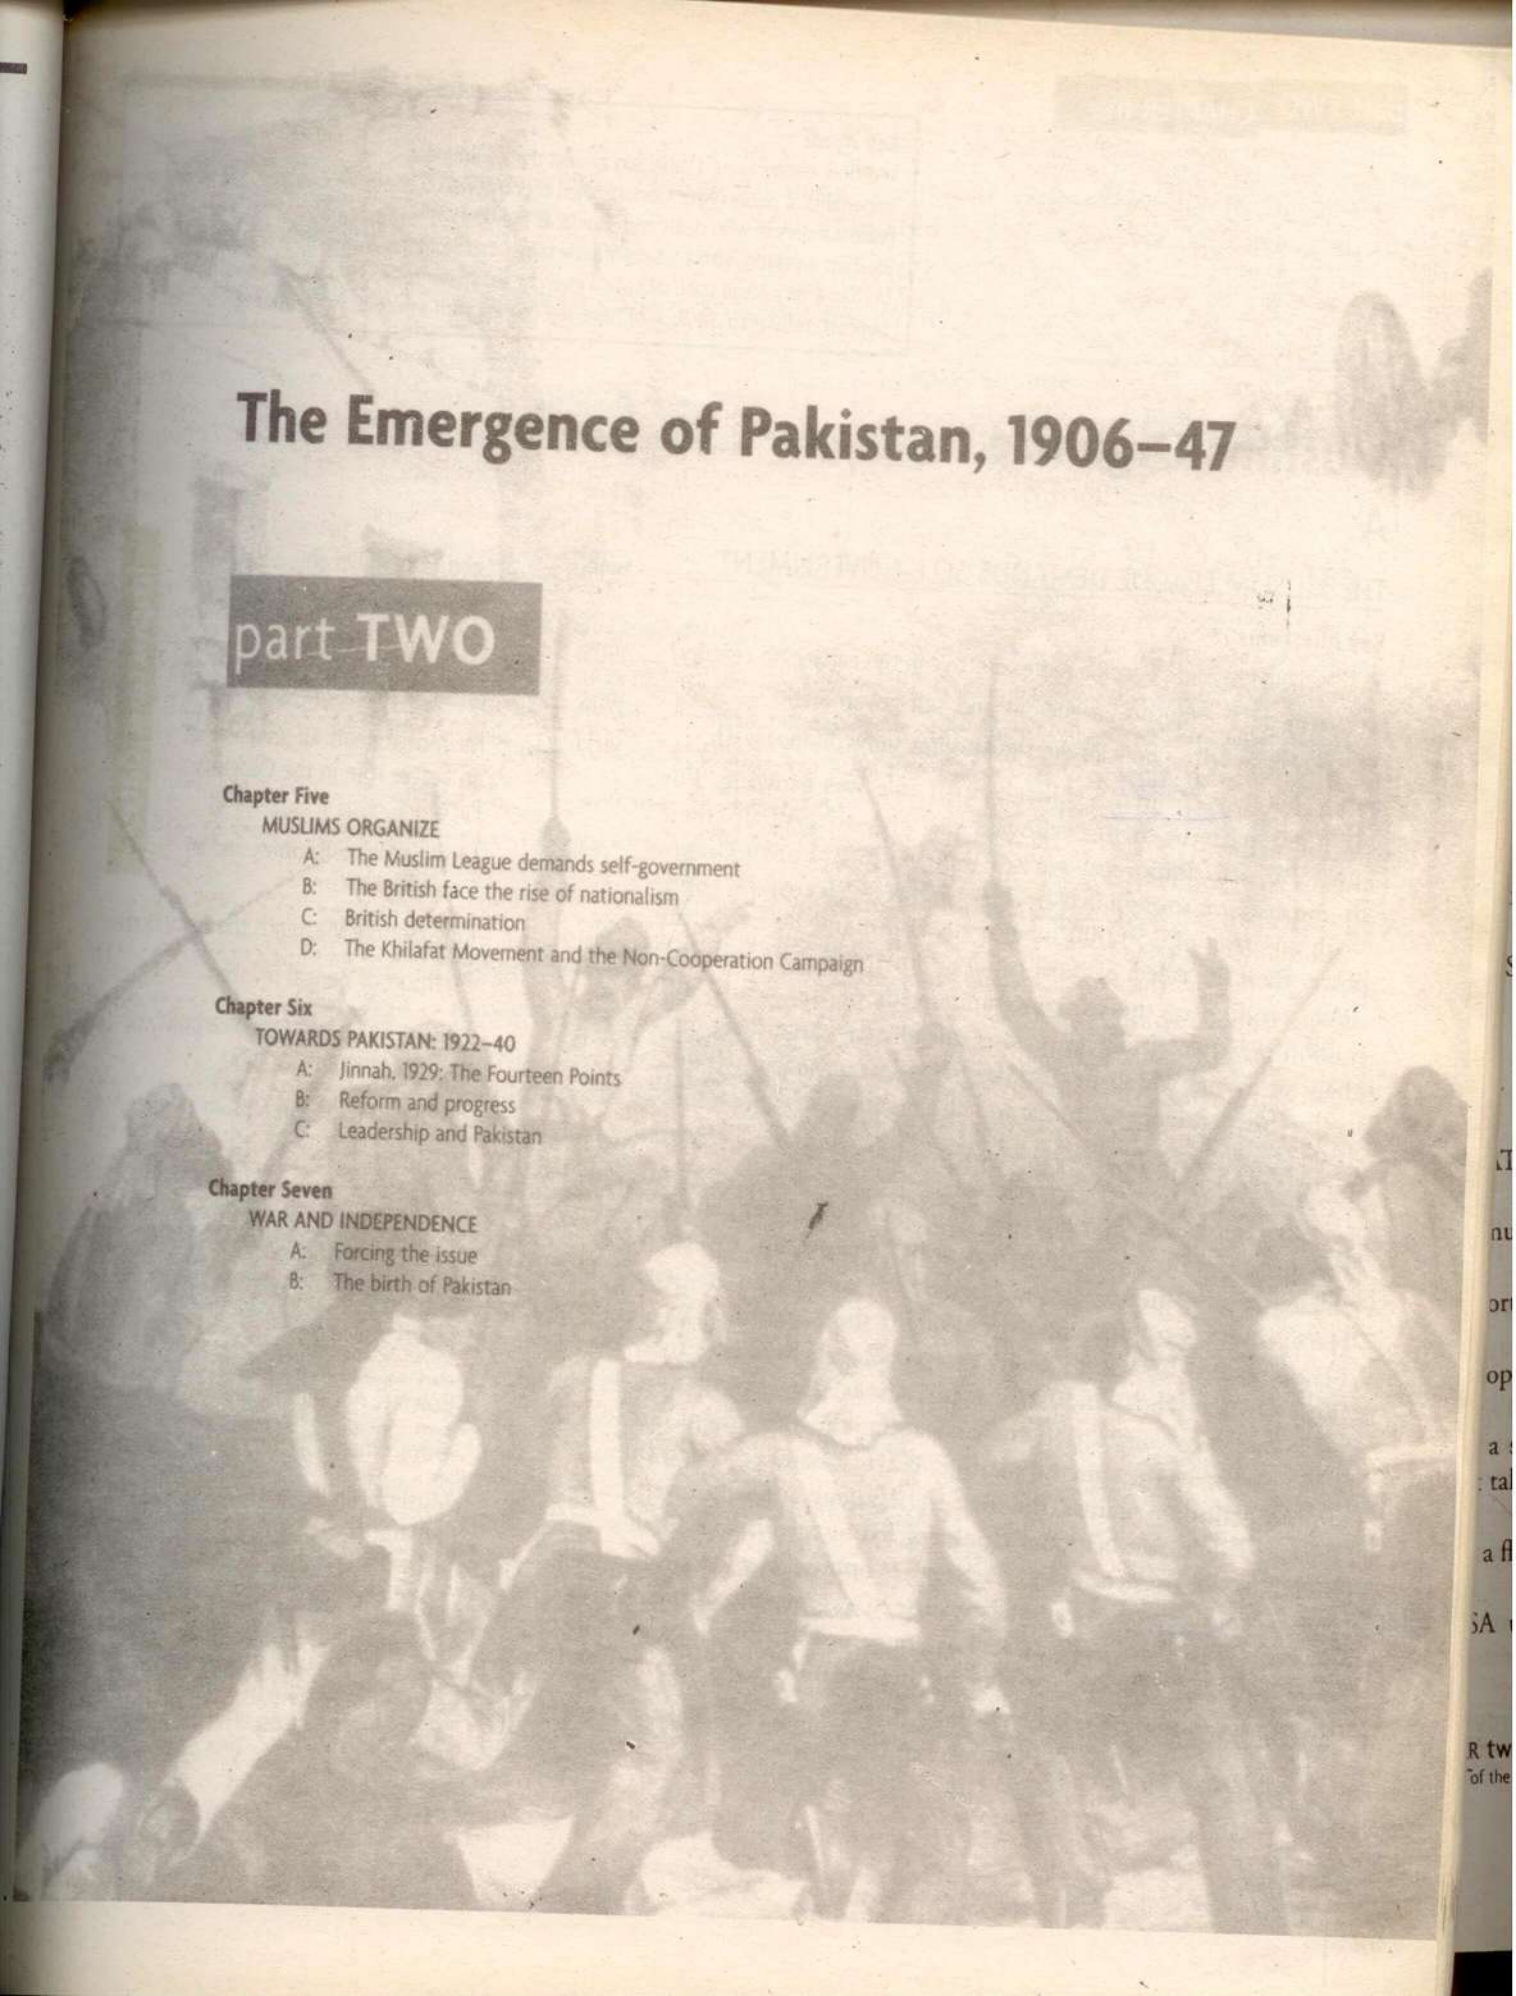 The Emergence of Pakistan, 1906–47
part TWO
Chapter Five
MUSLIMS ORGANIZE
A: The Muslim League demands self-government
B: The British face the rise of nationalism
C: British determination
D: The Khilafat Movement and the Non-Cooperation Campaign
Chapter Six
TOWARDS PAKISTAN: 1922–40
A: Jinnah, 1929: The Fourteen Points
B: Reform and progress
C: Leadership and Pakistan
Chapter Seven
WAR AND INDEPENDENCE
A: Forcing the issue
B: The birth of Pakistan
of the